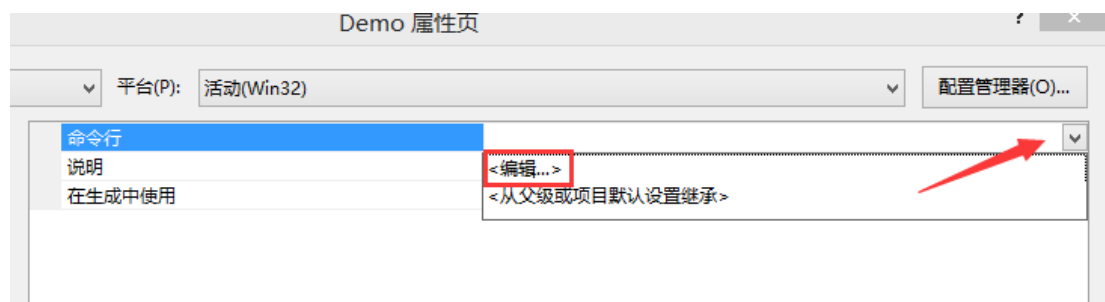 Demo 属性页 ?
平台(P): 活动(Win32) 配置管理器(O)...
命令行
说明 <编辑...>
在生成中使用 <从父级或项目默认设置继承>